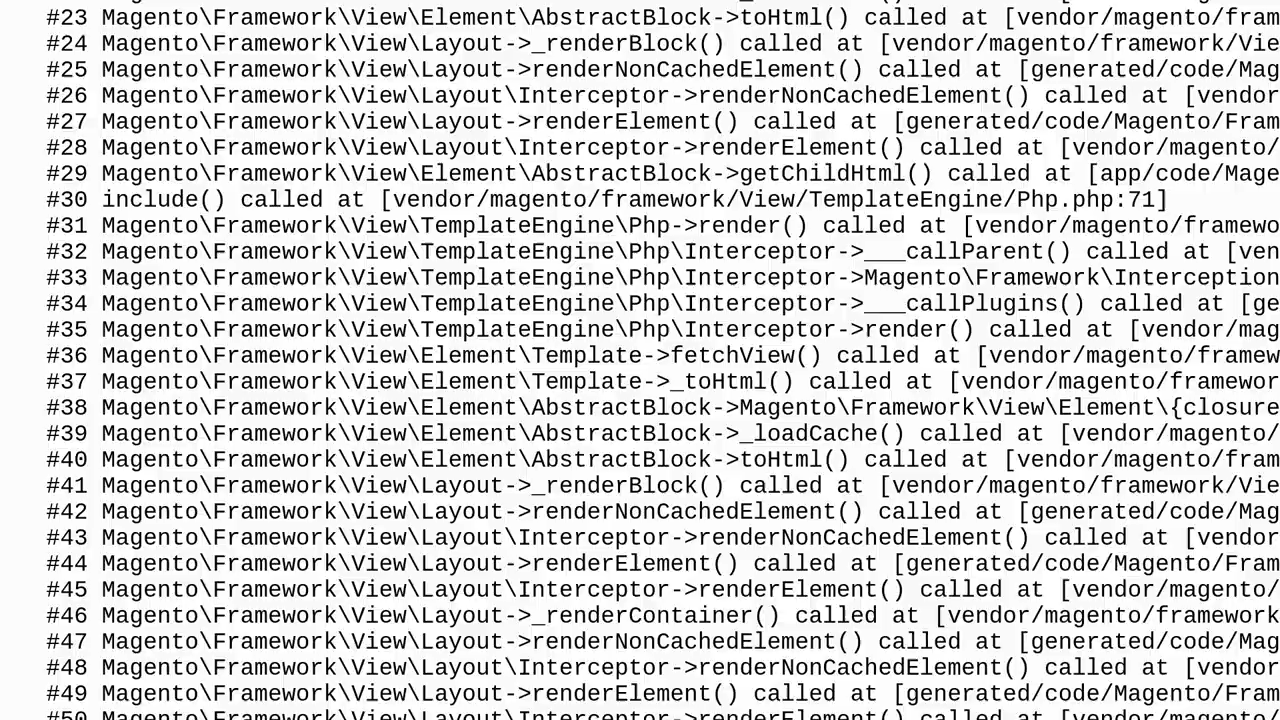 #23 Magento\Framework\View\Element\AbstractBlock->toHtml() called at [vendor/magento/fram
#24 Magento\Framework\View\Layout->_renderBlock() called at [vendor/magento/framework/Vie
#25 Magento\Framework\View\Layout->renderNonCachedElement() called at [generated/code/Mag
#26 Magento\Framework\View\Layout\Interceptor->renderNonCachedElement() called at [vendor
#27 Magento\Framework\View\Layout->renderElement() called at [generated/code/Magento/Fram
#28 Magento\Framework\View\Layout\Interceptor->renderElement() called at [vendor/magento/
#29 Magento\Framework\View\Element\AbstractBlock->getChildHtml() called at [app/code/Mage
#30 include() called at [vendor/magento/framework/View/TemplateEngine/Php.php:71]
#31 Magento\Framework\View\TemplateEngine\Php->render() called at [vendor/magento/framewo
#32 Magento\Framework\View\TemplateEngine\Php\Interceptor->___callParent() called at [ven
#33 Magento\Framework\View\TemplateEngine\Php\Interceptor->Magento\Framework\Interception
#34 Magento\Framework\View\TemplateEngine\Php\Interceptor->___callPlugins() called at [ge
#35 Magento\Framework\View\TemplateEngine\Php\Interceptor->render() called at [vendor/mag
#36 Magento\Framework\View\Element\Template->fetchView() called at [vendor/magento/framew
#37 Magento\Framework\View\Element\Template->_toHtml() called at [vendor/magento/framewor
#38 Magento\Framework\View\Element\AbstractBlock->Magento\Framework\View\Element\{closure
#39 Magento\Framework\View\Element\AbstractBlock->_loadCache() called at [vendor/magento/
#40 Magento\Framework\View\Element\AbstractBlock->toHtml() called at [vendor/magento/fram
#41 Magento\Framework\View\Layout->_renderBlock() called at [vendor/magento/framework/Vie
#42 Magento\Framework\View\Layout->renderNonCachedElement() called at [generated/code/Mag
#43 Magento\Framework\View\Layout\Interceptor->renderNonCachedElement() called at [vendor
#44 Magento\Framework\View\Layout->renderElement() called at [generated/code/Magento/Fram
#45 Magento\Framework\View\Layout\Interceptor->renderElement() called at [vendor/magento/
#46 Magento\Framework\View\Layout->_renderContainer() called at [vendor/magento/framework
#47 Magento\Framework\View\Layout->renderNonCachedElement() called at [generated/code/Mag
#48 Magento\Framework\View\Layout\Interceptor->renderNonCachedElement() called at [vendor
#49 Magento\Framework\View\Layout->renderElement() called at [generated/code/Magento/Fram
#50 Magento\Framework\View\Layout\Interceptor->renderElement() called at [vendor/magento/